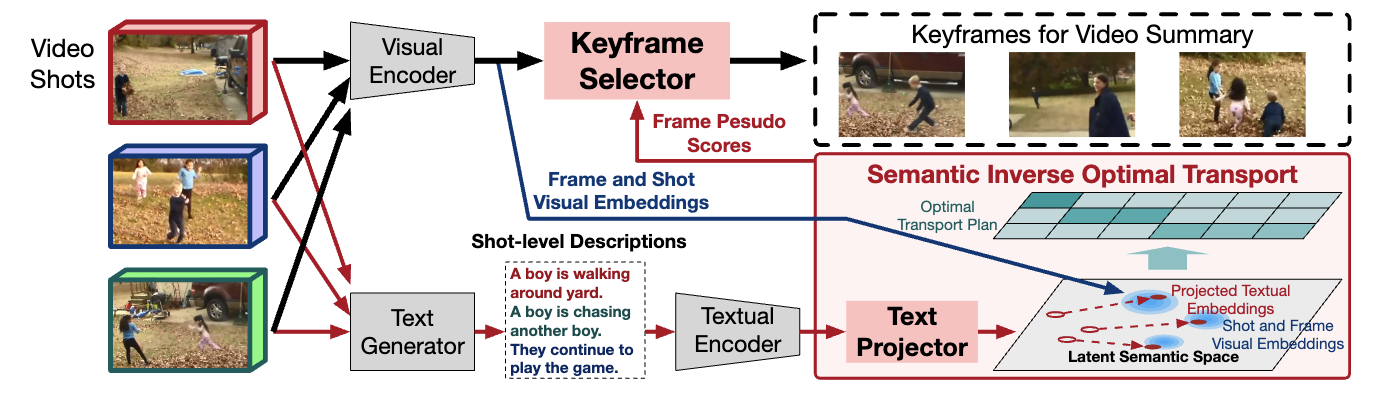 Video
Shots
Visual
Encoder
Keyframe
Selector
Keyframes for Video Summary
Frame Pesudo
Scores
Frame and Shot
Visual Embeddings
Semantic Inverse Optimal Transport
Optimal
Transport Plan
Shot-level Descriptions
A boy is walking
around yard.
A boy is chasing
another boy.
They continue to
play the game.
Text
Generator
Textual
Encoder
Text
Projector
Projected Textual
Embeddings
Shot and Frame
Visual Embeddings
Latent Semantic Space